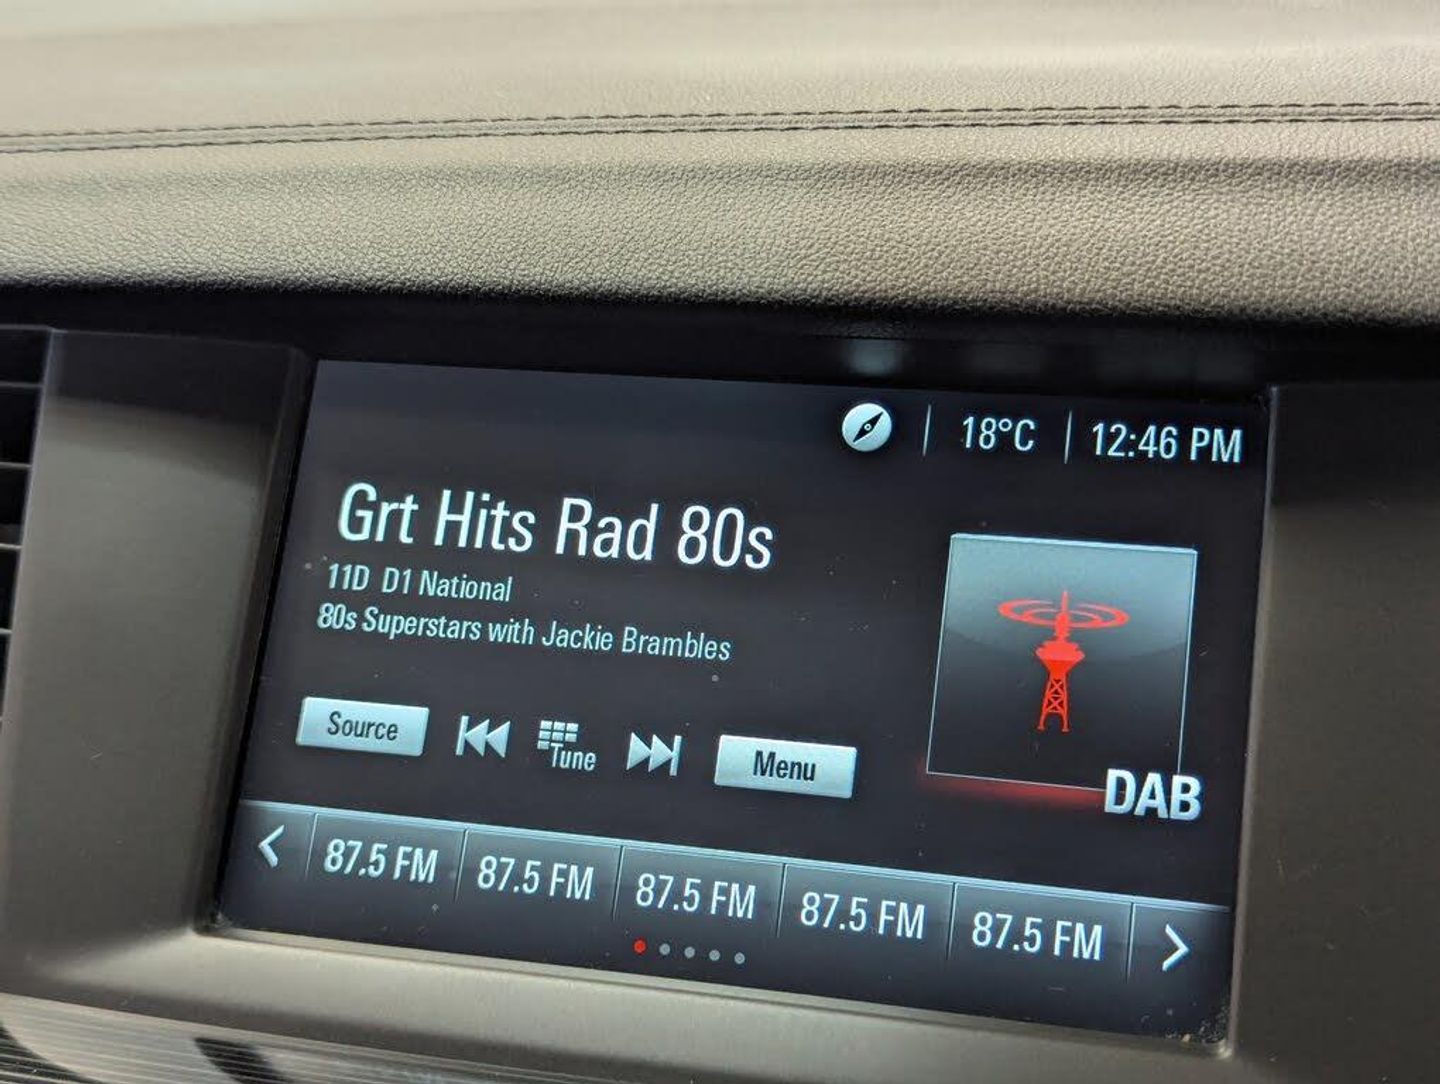 18°C 12:46 PM
Grt Hits Rad 80s
11D D1 National
80s Superstars with Jackie Brambles
Source Tune Menu
DAB
87.5 FM 87.5 FM 87.5 FM 87.5 FM 87.5 FM